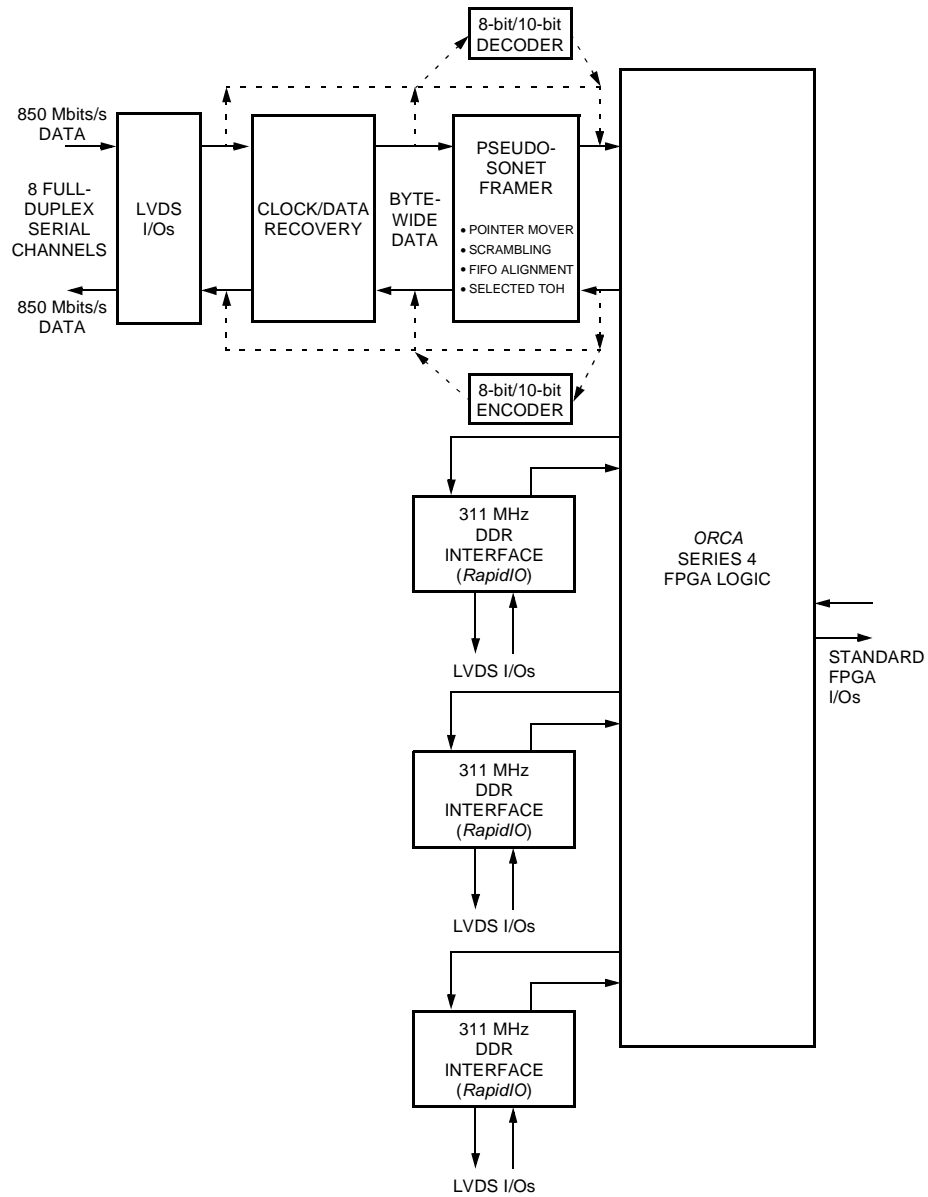 8-bit/10-bit
DECODER
850 Mbits/s
DATA
8 FULL-
DUPLEX
SERIAL
CHANNELS
850 Mbits/s
DATA
LVDS
I/Os
CLOCK/DATA
RECOVERY
BYTE-
WIDE
DATA
PSEUDO-
SONET
FRAMER
• POINTER MOVER
• SCRAMBLING
• FIFO ALIGNMENT
• SELECTED TOH
8-bit/10-bit
ENCODER
311 MHz
DDR
INTERFACE
(RapidIO)
LVDS I/Os
311 MHz
DDR
INTERFACE
(RapidIO)
LVDS I/Os
311 MHz
DDR
INTERFACE
(RapidIO)
LVDS I/Os
ORCA
SERIES 4
FPGA LOGIC
STANDARD
FPGA
I/Os